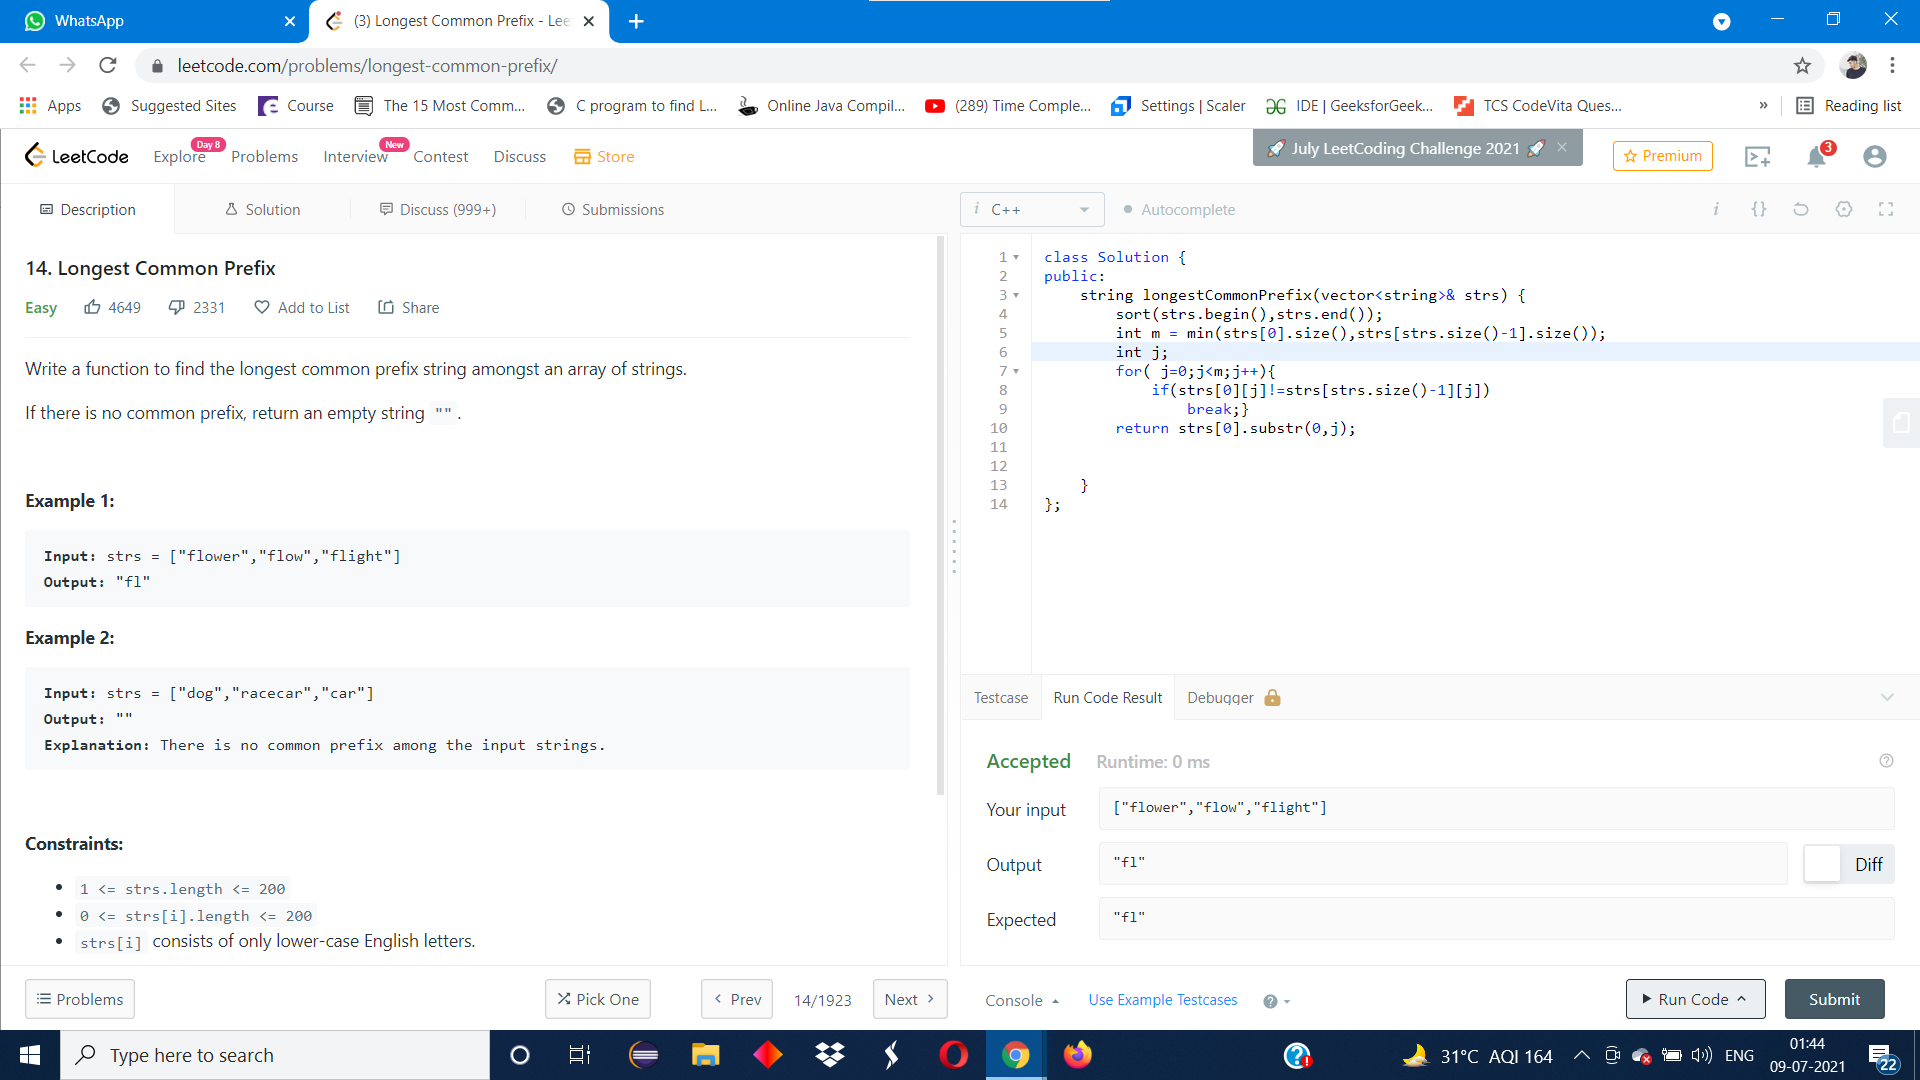 WhatsApp
(3) Longest Common Prefix - Lee
leetcode.com/problems/longest-common-prefix/
Apps
Suggested Sites
Course
The 15 Most Comm...
C program to find L...
Online Java Compil...
(289) Time Comple...
Settings | Scaler
IDE | GeeksforGeek...
TCS CodeVita Ques...
»
Reading list
LeetCode
Explore
Day 8
Problems
Interview
New
Contest
Discuss
Store
July LeetCoding Challenge 2021
Premium
3
Description
Solution
Discuss (999+)
Submissions
14. Longest Common Prefix
Easy
4649
2331
Add to List
Share
Write a function to find the longest common prefix string amongst an array of strings.
If there is no common prefix, return an empty string "".
Example 1:
Input: strs = ["flower","flow","flight"]
Output: "fl"
Example 2:
Input: strs = ["dog","racecar","car"]
Output: ""
Explanation: There is no common prefix among the input strings.
Constraints:
• 1 <= strs.length <= 200
• 0 <= strs[i].length <= 200
• strs[i] consists of only lower-case English letters.
Problems
Pick One
Prev
14/1923
Next
i C++
Autocomplete
i {}
1 class Solution {
2 public:
3 string longestCommonPrefix(vector<string>& strs) {
4 sort(strs.begin(),strs.end());
5 int m = min(strs[0].size(),strs[strs.size()-1].size());
6 int j;
7 for( j=0;j<m;j++){
8 if(strs[0][j]!=strs[strs.size()-1][j])
9 break;}
10 return strs[0].substr(0,j);
11
12
13 }
14 };
Testcase
Run Code Result
Debugger
Accepted
Runtime: 0 ms
Your input
["flower","flow","flight"]
Output
"fl"
Diff
Expected
"fl"
Console
Use Example Testcases
Run Code
Submit
Type here to search
31°C AQI 164
ENG
01:44
09-07-2021
22